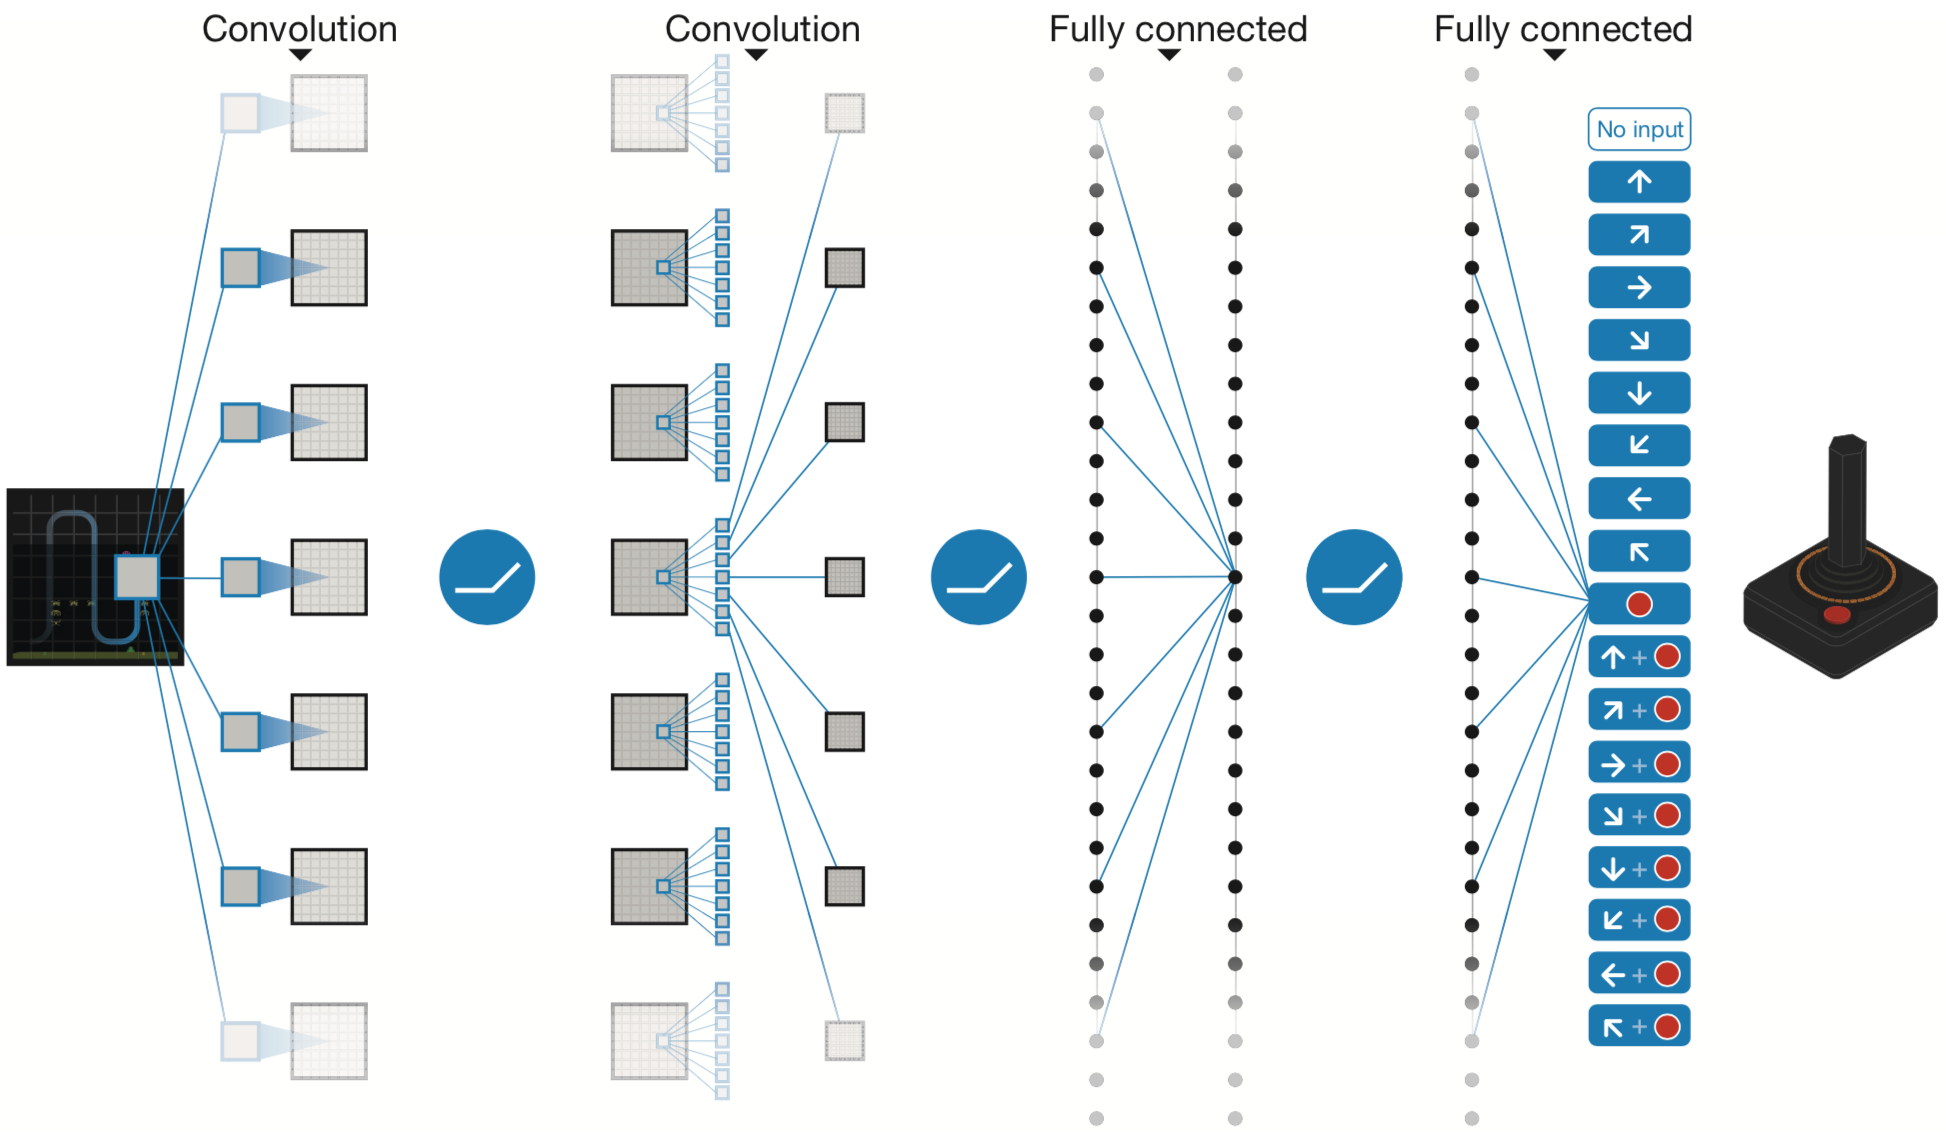 Convolution
Convolution
Fully connected
Fully connected
No input
+
+
+
+
+
+
+
+